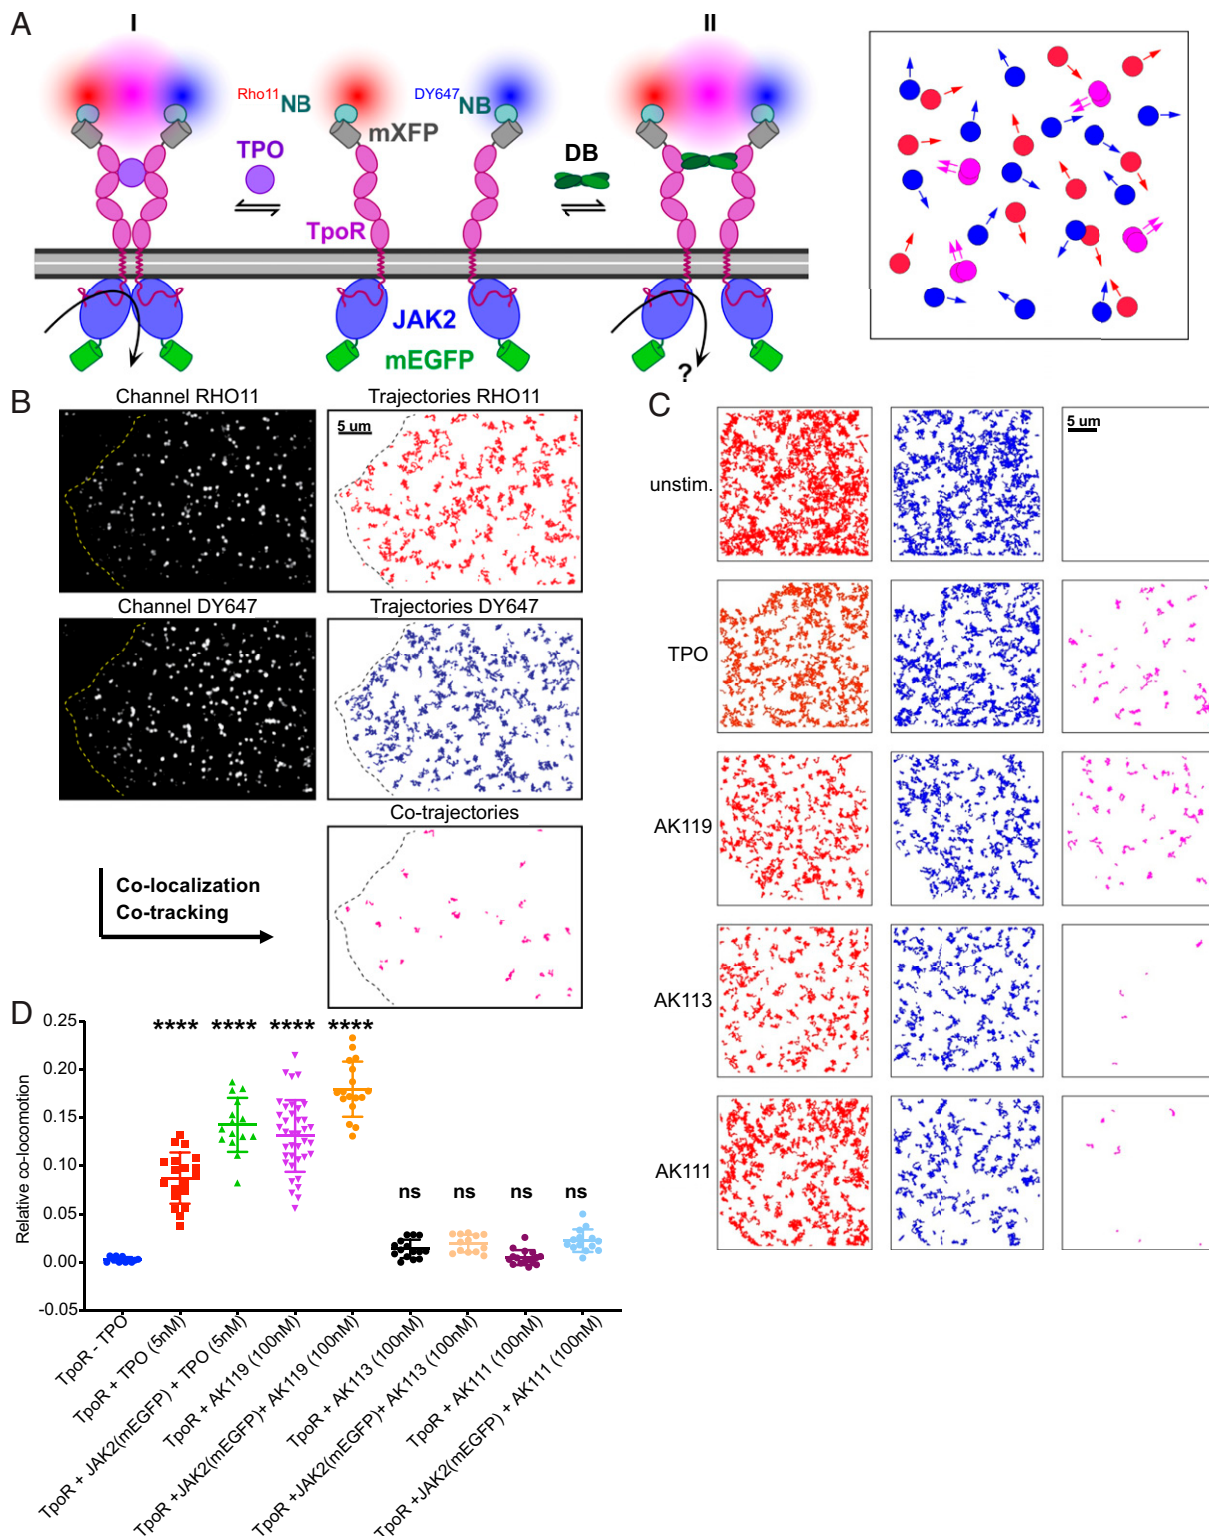 A
I
II
Rho11NB
DY647NB
mXFP
TPO
DB
TpoR
JAK2
mEGFP
?
B
Channel RHO11
Trajectories RHO11
5 um
Channel DY647
Trajectories DY647
Co-trajectories
Co-localization
Co-tracking
C
unstim.
5 um
TPO
AK119
AK113
AK111
D
Relative co-locomotion
0.25
0.20
0.15
0.10
0.05
0.00
-0.05
**** **** **** ****
ns ns ns ns
TpoR - TPO
TpoR + TPO (5nM)
TpoR + JAK2(mEGFP) + TPO (5nM)
TpoR + AK119 (100nM)
TpoR +JAK2(mEGFP)+ AK119 (100nM)
TpoR + AK113 (100nM)
TpoR +JAK2(mEGFP)+ AK113 (100nM)
TpoR + AK111 (100nM)
TpoR +JAK2(mEGFP) + AK111 (100nM)